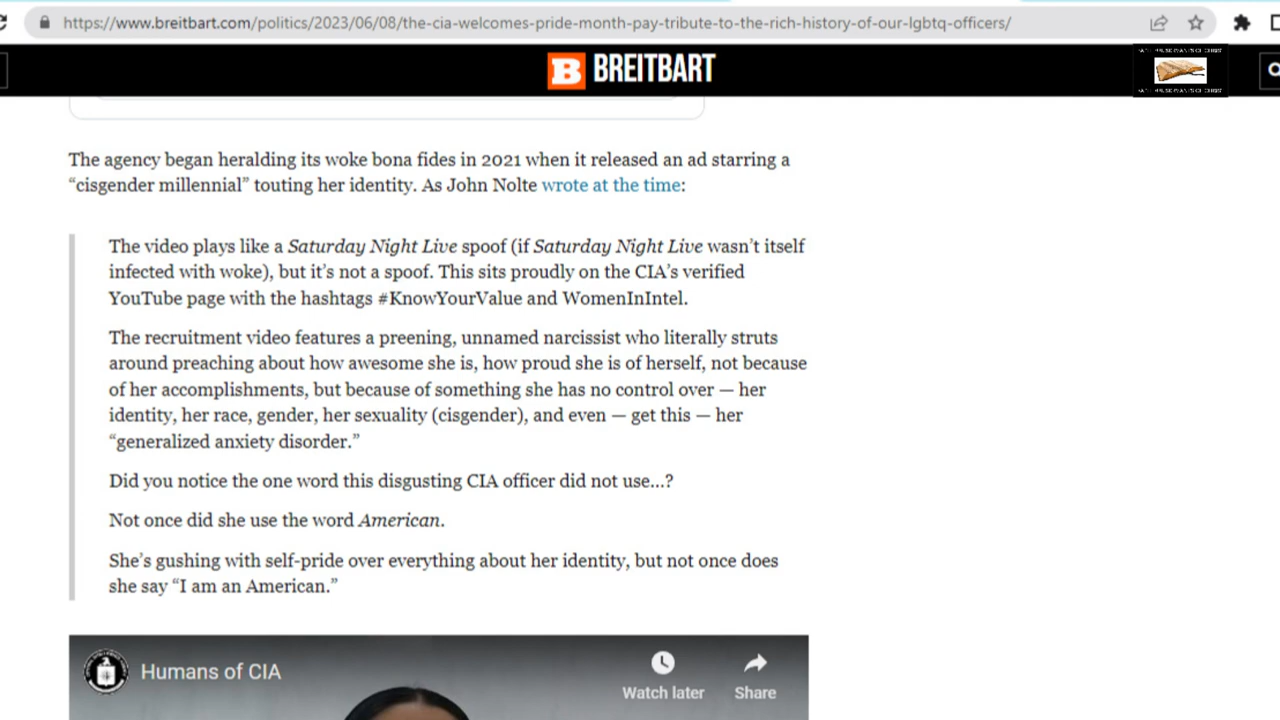 https://www.breitbart.com/politics/2023/06/08/the-cia-welcomes-pride-month-pay-tribute-to-the-rich-history-of-our-lgbtq-officers/
B BREITBART
The agency began heralding its woke bona fides in 2021 when it released an ad starring a
“cisgender millennial” touting her identity. As John Nolte wrote at the time:
The video plays like a Saturday Night Live spoof (if Saturday Night Live wasn’t itself
infected with woke), but it’s not a spoof. This sits proudly on the CIA’s verified
YouTube page with the hashtags #KnowYourValue and WomenInIntel.
The recruitment video features a preening, unnamed narcissist who literally struts
around preaching about how awesome she is, how proud she is of herself, not because
of her accomplishments, but because of something she has no control over — her
identity, her race, gender, her sexuality (cisgender), and even — get this — her
“generalized anxiety disorder.”
Did you notice the one word this disgusting CIA officer did not use...?
Not once did she use the word American.
She’s gushing with self-pride over everything about her identity, but not once does
she say “I am an American.”
Humans of CIA
Watch later
Share